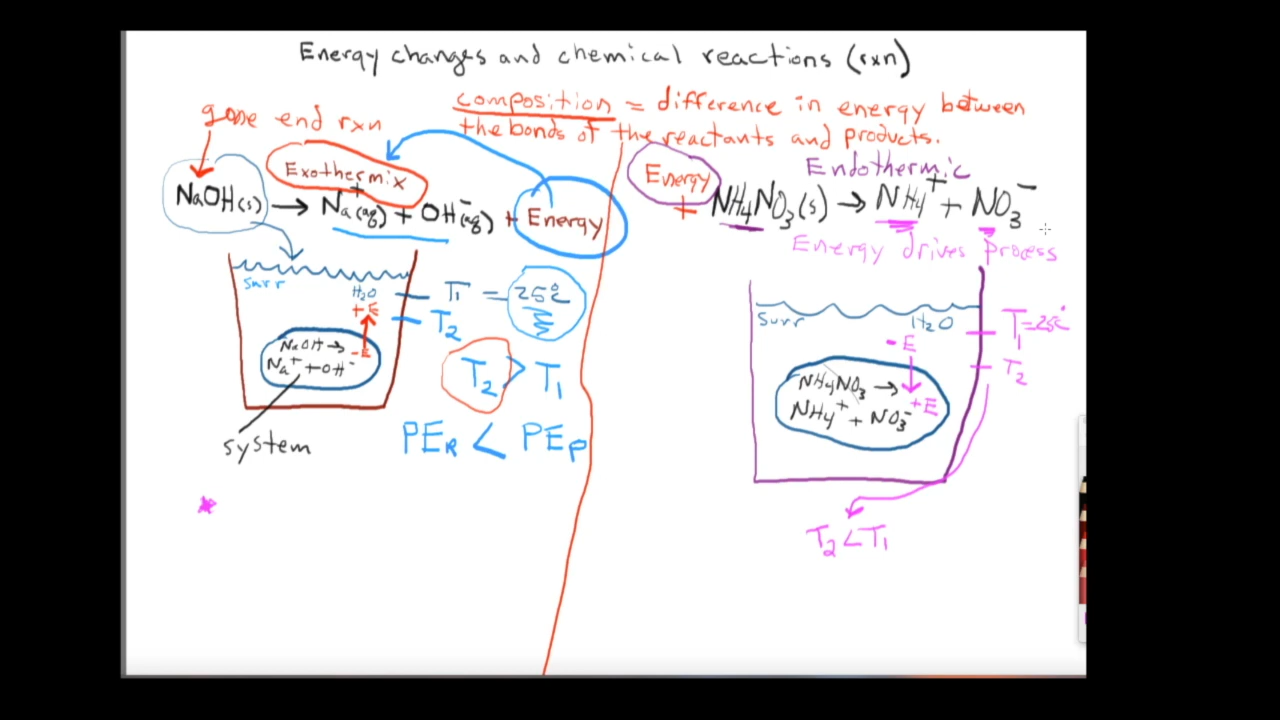 Energy changes and chemical reactions (rxn)
composition = difference in energy between
the bonds of the reactants and products.
gone end rxn
Exothermix
NaOH(s) → Na⁺(aq) + OH⁻(aq) + Energy
Surr
H₂O
+E
-E
NaOH →
Na⁺ + OH⁻
system
T₁ = 25°C
T₂
T₂ > T₁
PER < PEP
Endothermic
Energy + NH₄NO₃(s) → NH₄⁺ + NO₃⁻
Energy drives process
Surr
H₂O
- E
+E
NH₄NO₃ →
NH₄⁺ + NO₃⁻
T₁ = 25°C
T₂
T₂ < T₁